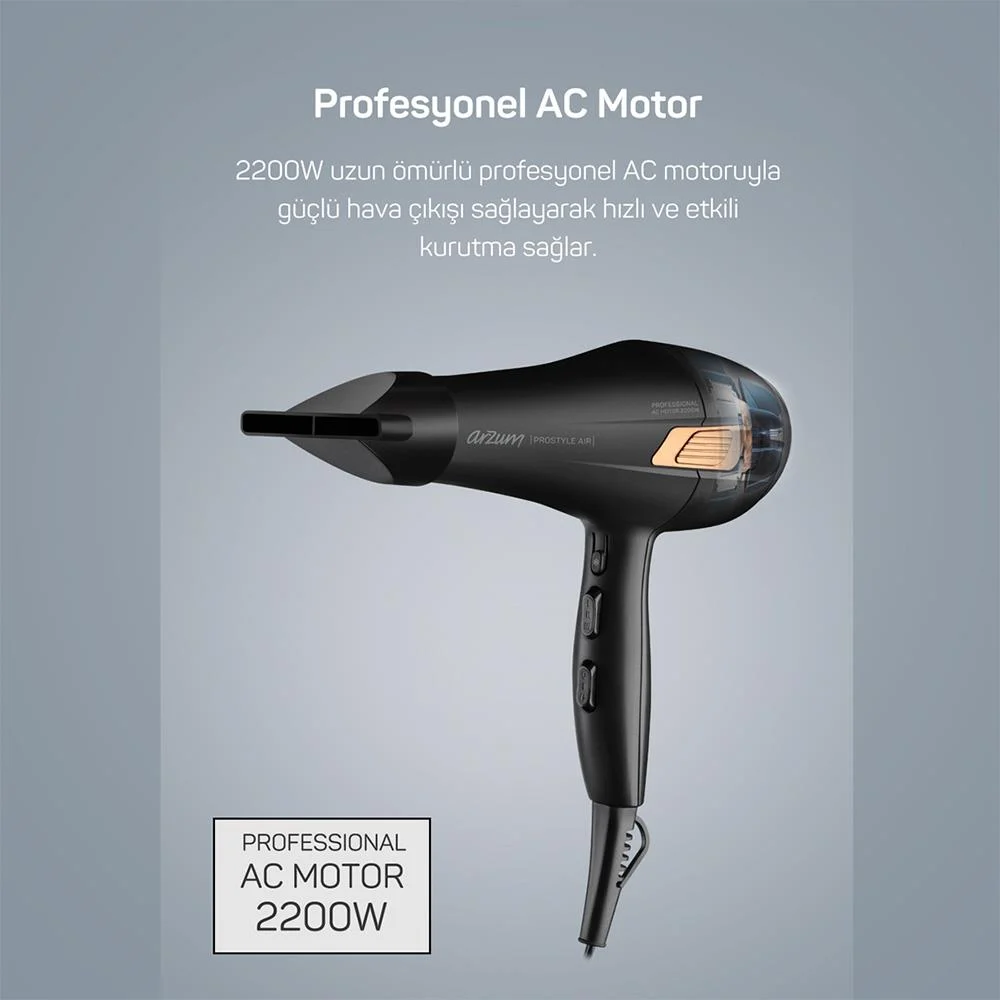 Profesyonel AC Motor
2200W uzun ömürlü profesyonel AC motoruyla
güçlü hava çıkışı sağlayarak hızlı ve etkili
kurutma sağlar.
PROFESSIONAL
AC MOTOR 2200W
arzum |PROSTYLE AIR|
PROFESSIONAL
AC MOTOR
2200W